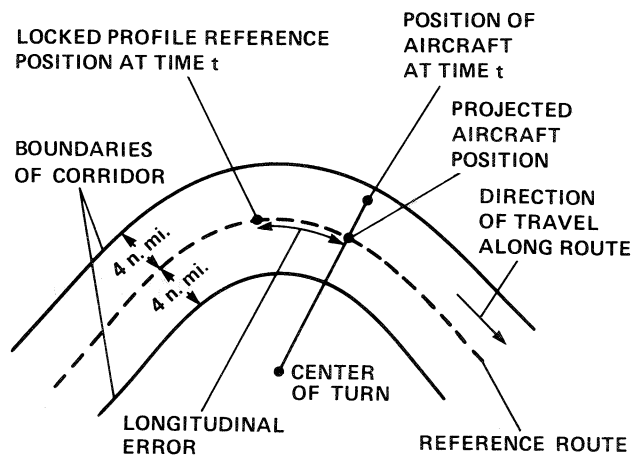 LOCKED PROFILE REFERENCE
POSITION AT TIME t
POSITION OF
AIRCRAFT
AT TIME t
PROJECTED
AIRCRAFT
POSITION
BOUNDARIES
OF CORRIDOR
DIRECTION
OF TRAVEL
ALONG ROUTE
4 n. mi.
4 n. mi.
CENTER
OF TURN
LONGITUDINAL
ERROR
REFERENCE ROUTE